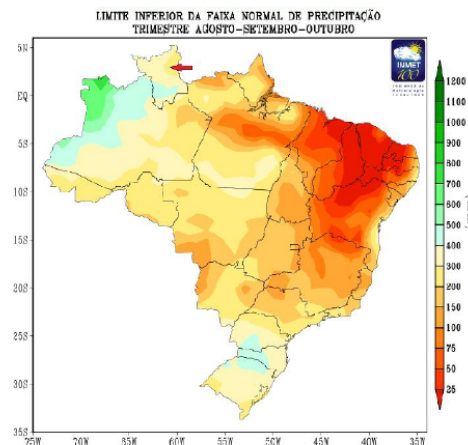 LIMITE INFERIOR DA FAIXA NORMAL DE PRECIPITAÇÃO
TRIMESTRE AGOSTO-SETEMBRO-OUTUBRO
INMET
100
5N
EQ
5S
10S
15S
20S
25S
30S
35S
75W
70W
65W
60W
55W
50W
45W
40W
35W
1200
1100
1000
900
800
700
600
500
400
300
200
150
100
75
50
25